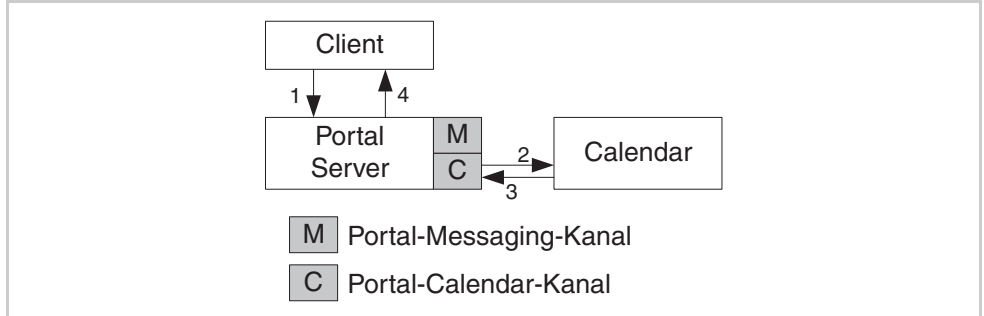 Client
1
4
Portal
Server
M
C
2
3
Calendar
M Portal-Messaging-Kanal
C Portal-Calendar-Kanal